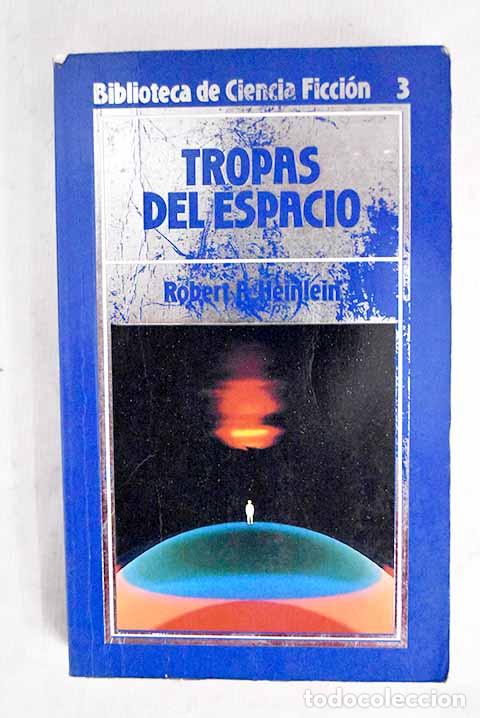 Biblioteca de Ciencia Ficción 3
TROPAS
DEL ESPACIO
Robert A. Heinlein
todocoleccion